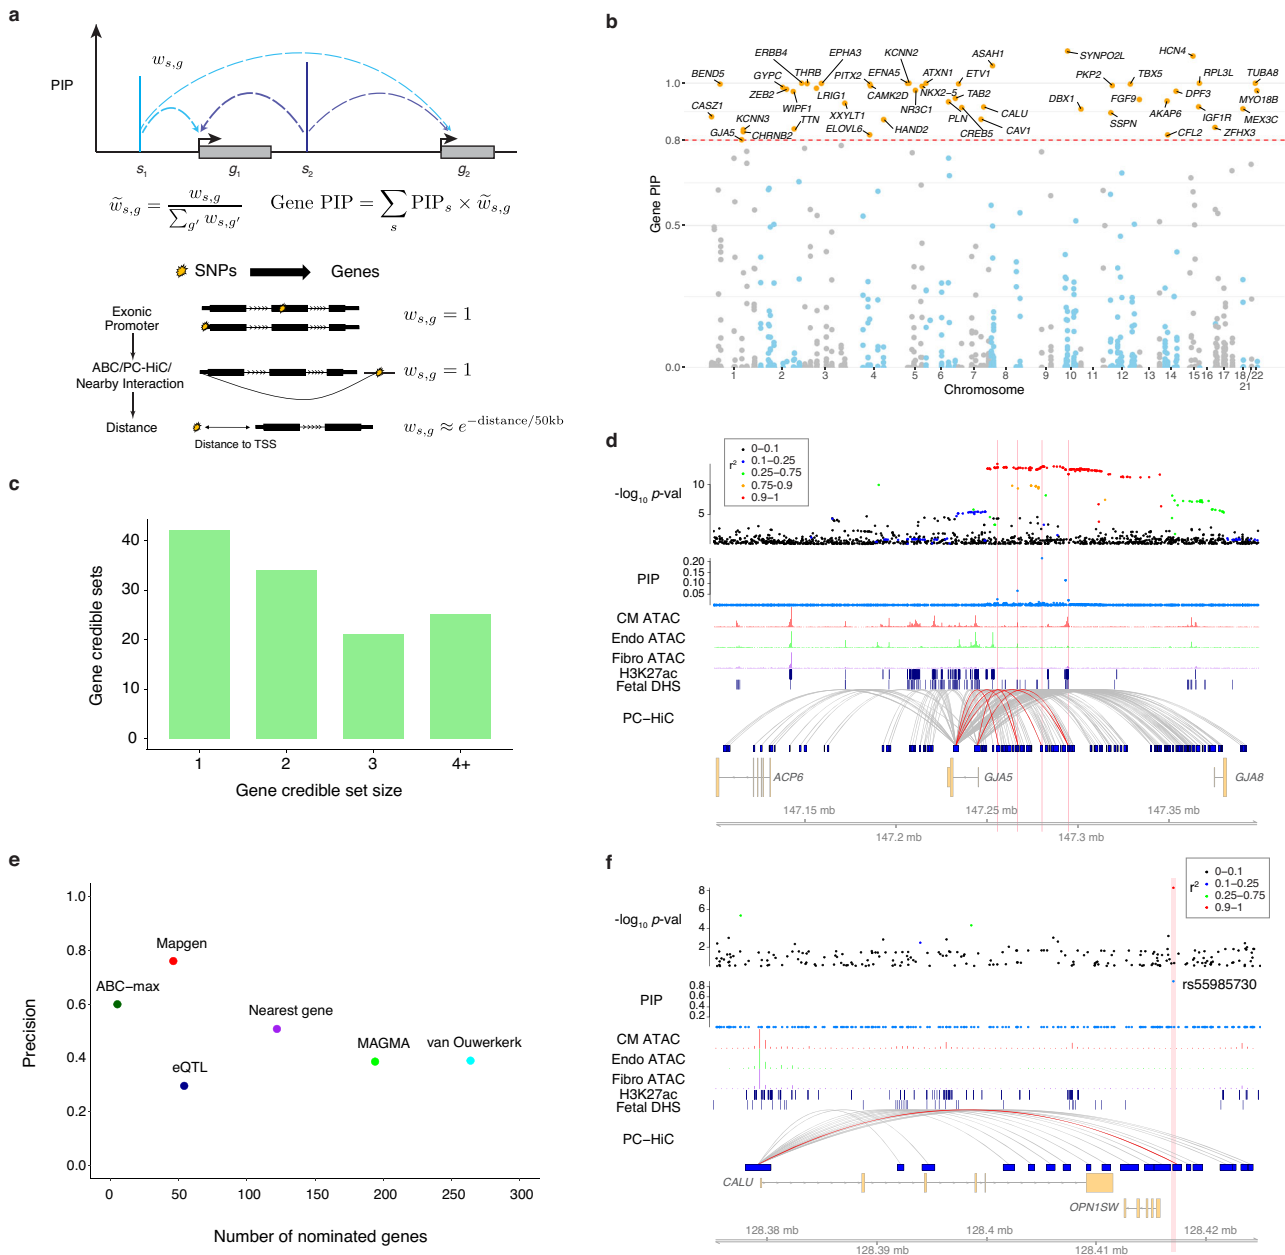 a
PIP
w_{s,g}
s_1
g_1
s_2
g_2
\widetilde{w}_{s,g} = \frac{w_{s,g}}{\sum_{g'} w_{s,g'}}
Gene PIP = \sum_s PIP_s × \widetilde{w}_{s,g}
SNPs
Genes
Exonic
Promoter
w_{s,g} = 1
ABC/PC-HiC/
Nearby Interaction
w_{s,g} = 1
Distance
w_{s,g} ≈ e^{−distance/50kb}
Distance to TSS
b
Gene PIP
1.0
0.8
0.5
0.0
BEND5
CASZ1
GJA5
KCNN3
CHRNB2
ERBB4
GYPC
ZEB2
WIPF1
TTN
THRB
EPHA3
LRIG1
XXYLT1
PITX2
CAMK2D
ELOVL6
HAND2
KCNN2
EFNA5
NR3C1
NKX2−5
ATXN1
PLN
ETV1
TAB2
CREB5
CAV1
CALU
ASAH1
SYNPO2L
DBX1
PKP2
SSPN
TBX5
FGF9
AKAP6
CFL2
DPF3
HCN4
RPL3L
IGF1R
ZFHX3
TUBA8
MYO18B
MEX3C
1
2
3
4
5
6
7
8
9
10
11
12
13
14
15
16
17
18
21
/22
Chromosome
c
Gene credible sets
40
30
20
10
0
1
2
3
4+
Gene credible set size
d
r²
0−0.1
0.1−0.25
0.25−0.75
0.75−0.9
0.9−1
-log₁₀ p-val
10
5
PIP
0.20
0.15
0.10
0.05
CM ATAC
Endo ATAC
Fibro ATAC
H3K27ac
Fetal DHS
PC−HiC
ACP6
GJA5
GJA8
147.15 mb
147.25 mb
147.35 mb
147.2 mb
147.3 mb
e
Precision
1.0
0.8
0.6
0.4
0.2
0.0
Mapgen
ABC−max
Nearest gene
eQTL
MAGMA
van Ouwerkerk
0
50
100
150
200
250
300
Number of nominated genes
f
r²
0−0.1
0.1−0.25
0.25−0.75
0.9−1
-log₁₀ p-val
8
6
4
2
rs55985730
PIP
0.8
0.6
0.4
0.2
CM ATAC
Endo ATAC
Fibro ATAC
H3K27ac
Fetal DHS
PC−HiC
CALU
OPN1SW
128.38 mb
128.4 mb
128.42 mb
128.39 mb
128.41 mb